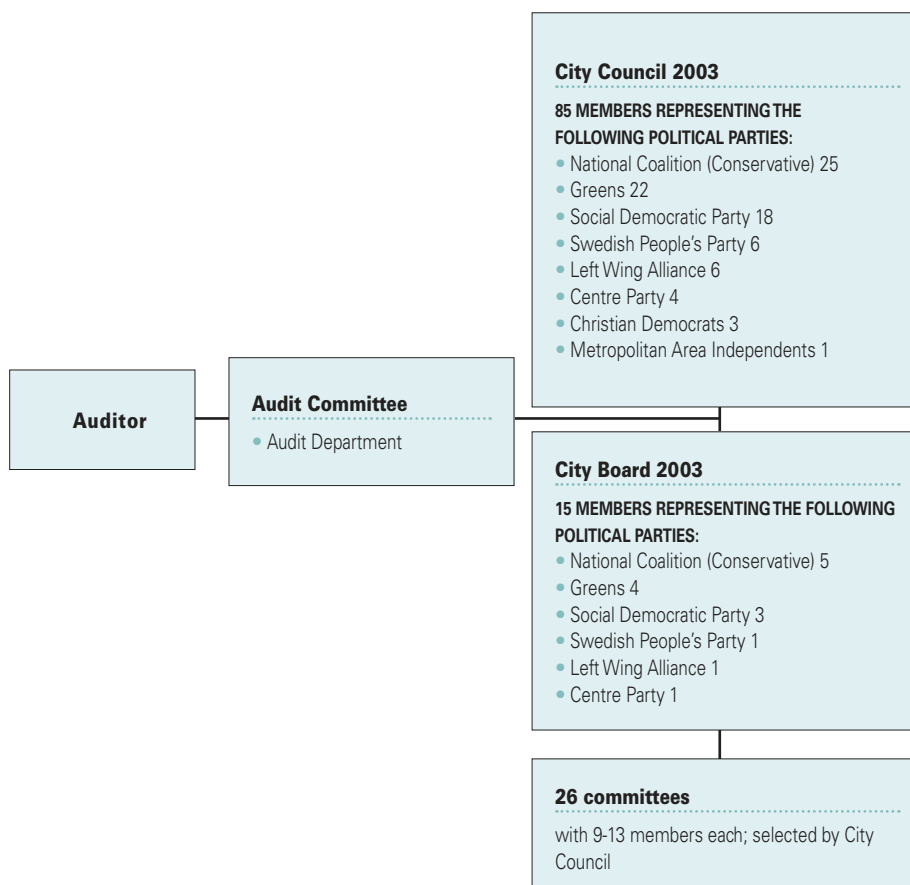 City Council 2003
85 MEMBERS REPRESENTING THE
FOLLOWING POLITICAL PARTIES:
• National Coalition (Conservative) 25
• Greens 22
• Social Democratic Party 18
• Swedish People's Party 6
• Left Wing Alliance 6
• Centre Party 4
• Christian Democrats 3
• Metropolitan Area Independents 1
Auditor
Audit Committee
• Audit Department
City Board 2003
15 MEMBERS REPRESENTING THE FOLLOWING
POLITICAL PARTIES:
• National Coalition (Conservative) 5
• Greens 4
• Social Democratic Party 3
• Swedish People's Party 1
• Left Wing Alliance 1
• Centre Party 1
26 committees
with 9-13 members each; selected by City
Council